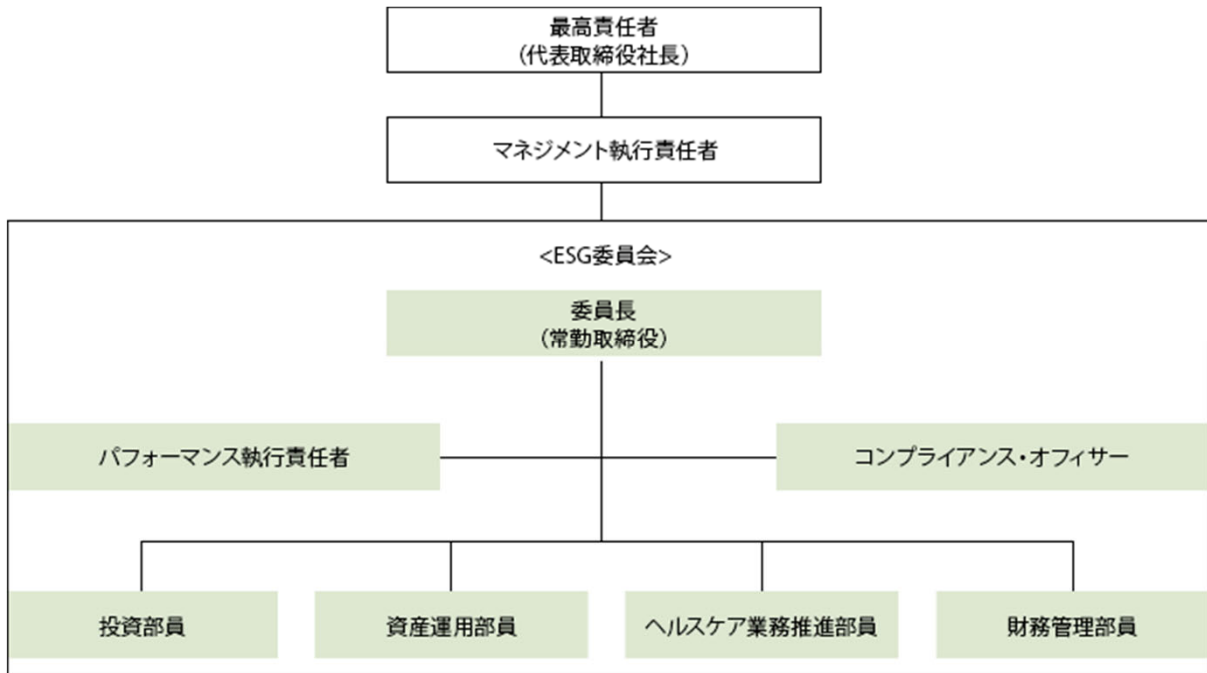 最高責任者
（代表取締役社長）
マネジメント執行責任者
<ESG委員会>
委員長
（常勤取締役）
パフォーマンス執行責任者
コンプライアンス・オフィサー
投資部員
資産運用部員
ヘルスケア業務推進部員
財務管理部員